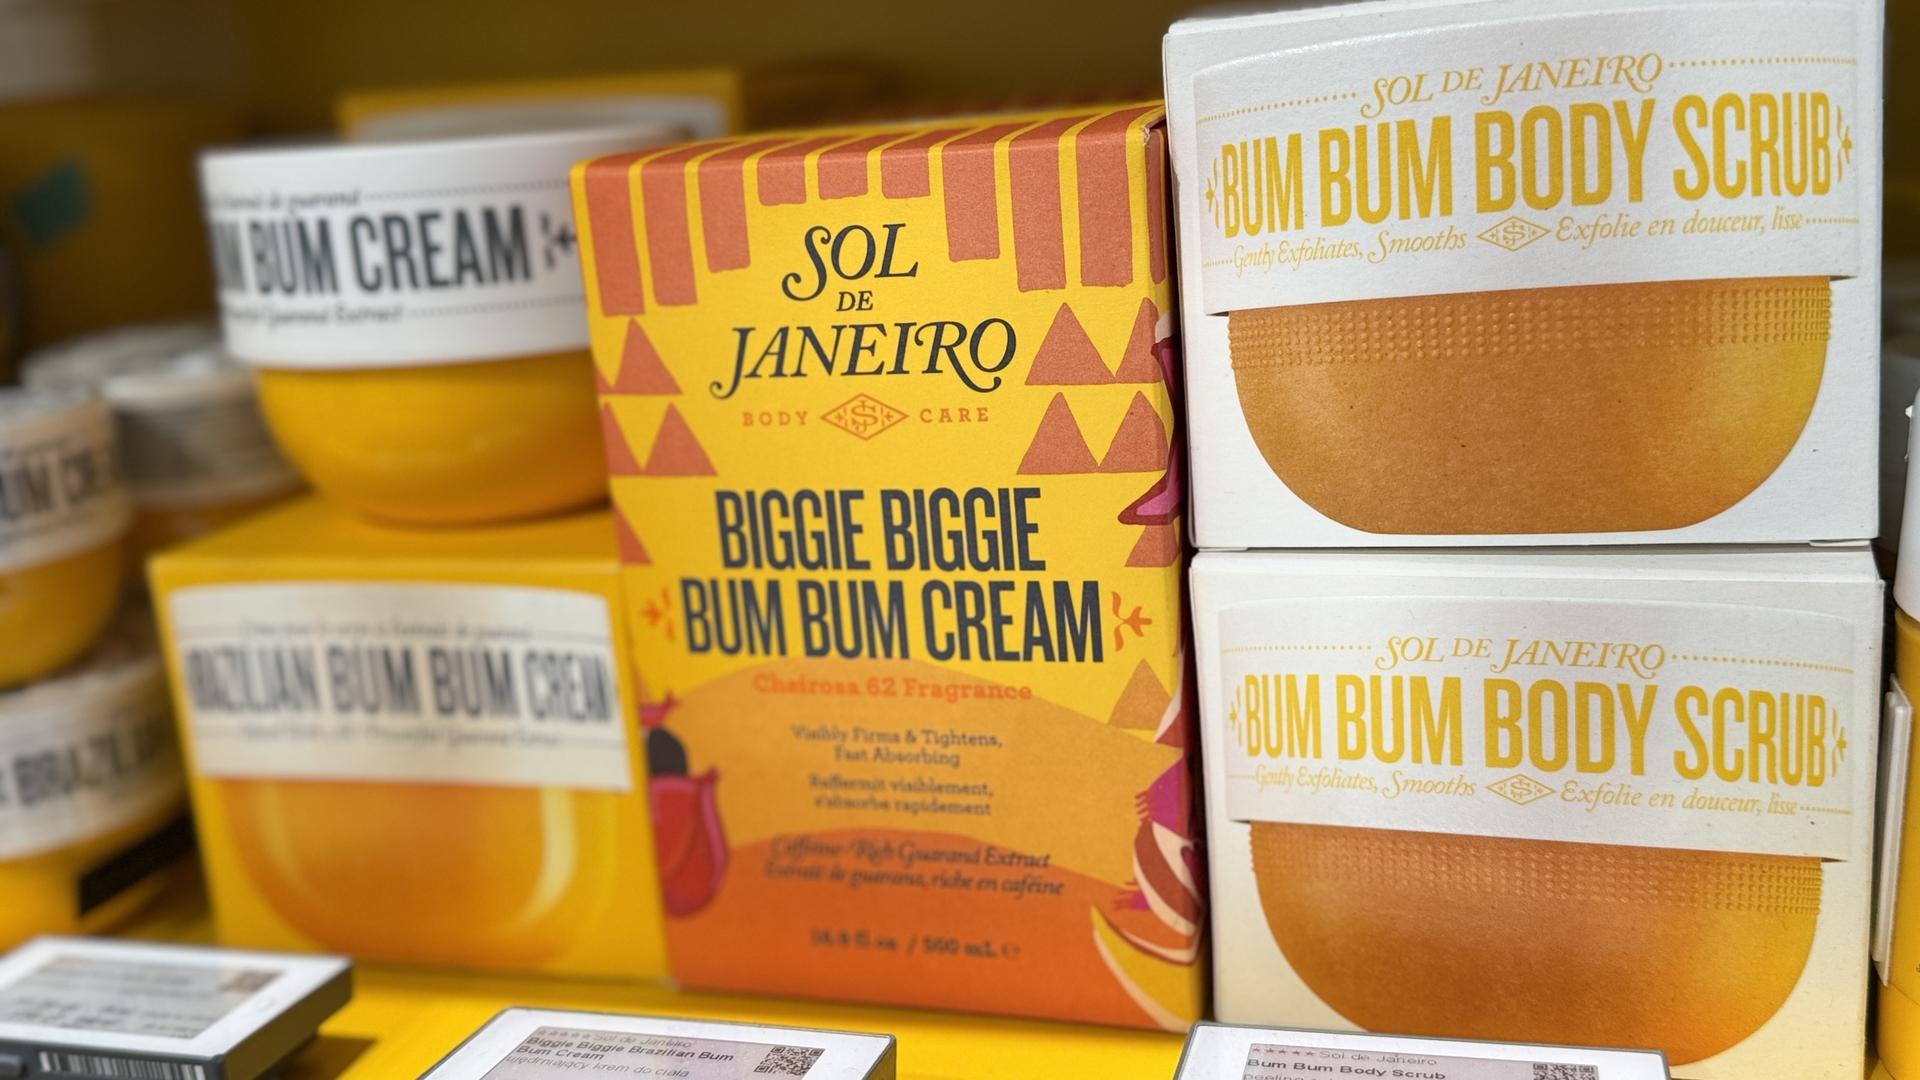 BUM CREAM
Guaraná Extract
BRAZILIAN BUM BUM CREAM
SOL
DE
JANEIRO
BODY CARE
BIGGIE BIGGIE
BUM BUM CREAM
Cheirosa 62 Fragrance
Visibly Firms & Tightens,
Fast Absorbing
Raffermit visiblement,
s'absorbe rapidement
Caffeine-Rich Guaraná Extract
Extrait de guarana, riche en caféine
/ 500 mL e
SOL DE JANEIRO
BUM BUM BODY SCRUB
Gently Exfoliates, Smooths Exfolie en douceur, lisse
SOL DE JANEIRO
BUM BUM BODY SCRUB
Gently Exfoliates, Smooths Exfolie en douceur, lisse
Sol de Janeiro
Biggie Biggie Brazilian Bum
Bum Cream
ujędrniający krem do ciała
Sol de Janeiro
Bum Bum Body Scrub